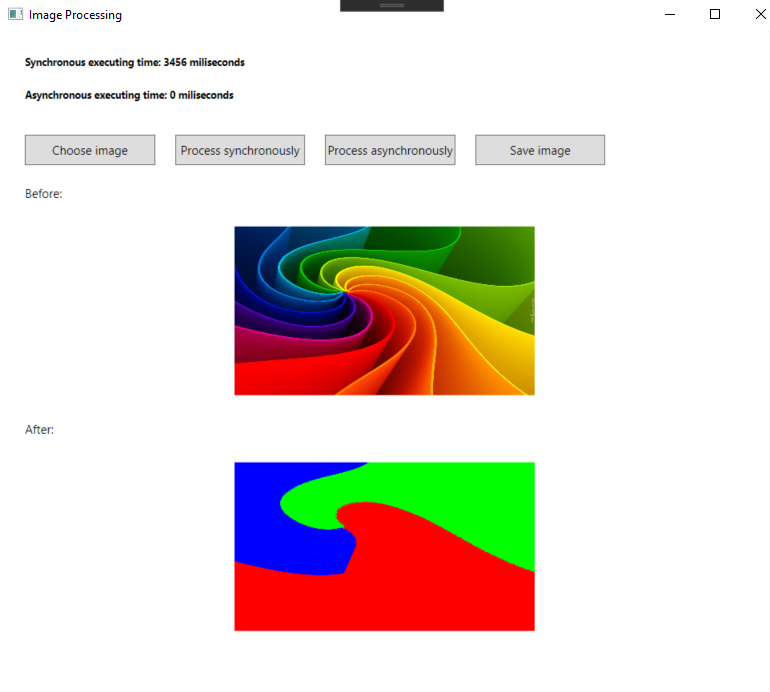 Image Processing
Synchronous executing time: 3456 miliseconds
Asynchronous executing time: 0 miliseconds
Choose image
Process synchronously
Process asynchronously
Save image
Before:
After: